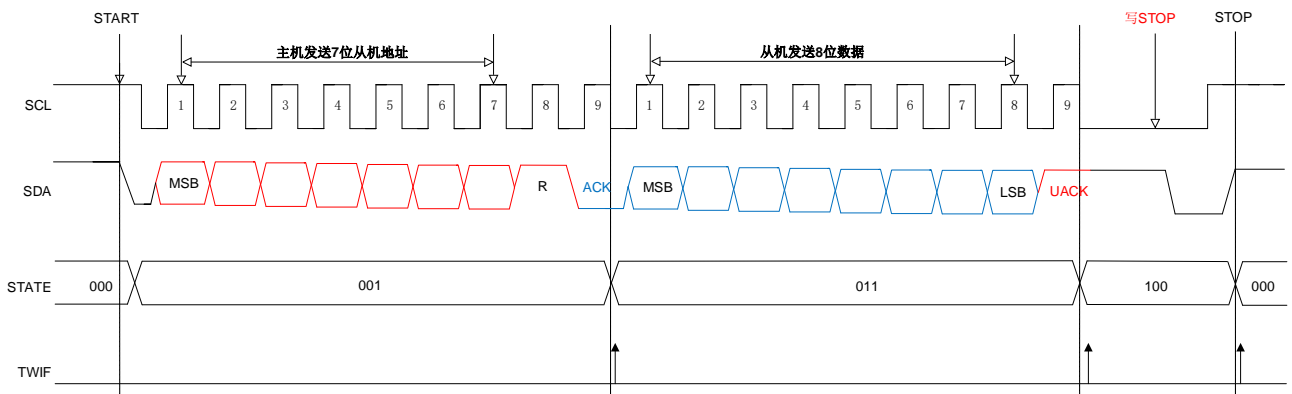 START 写STOP STOP
主机发送7位从机地址 从机发送8位数据
SCL 1 2 3 4 5 6 7 8 9 1 2 3 4 5 6 7 8 9
SDA MSB R ACK MSB LSB UACK
STATE 000 001 011 100 000
TWIF